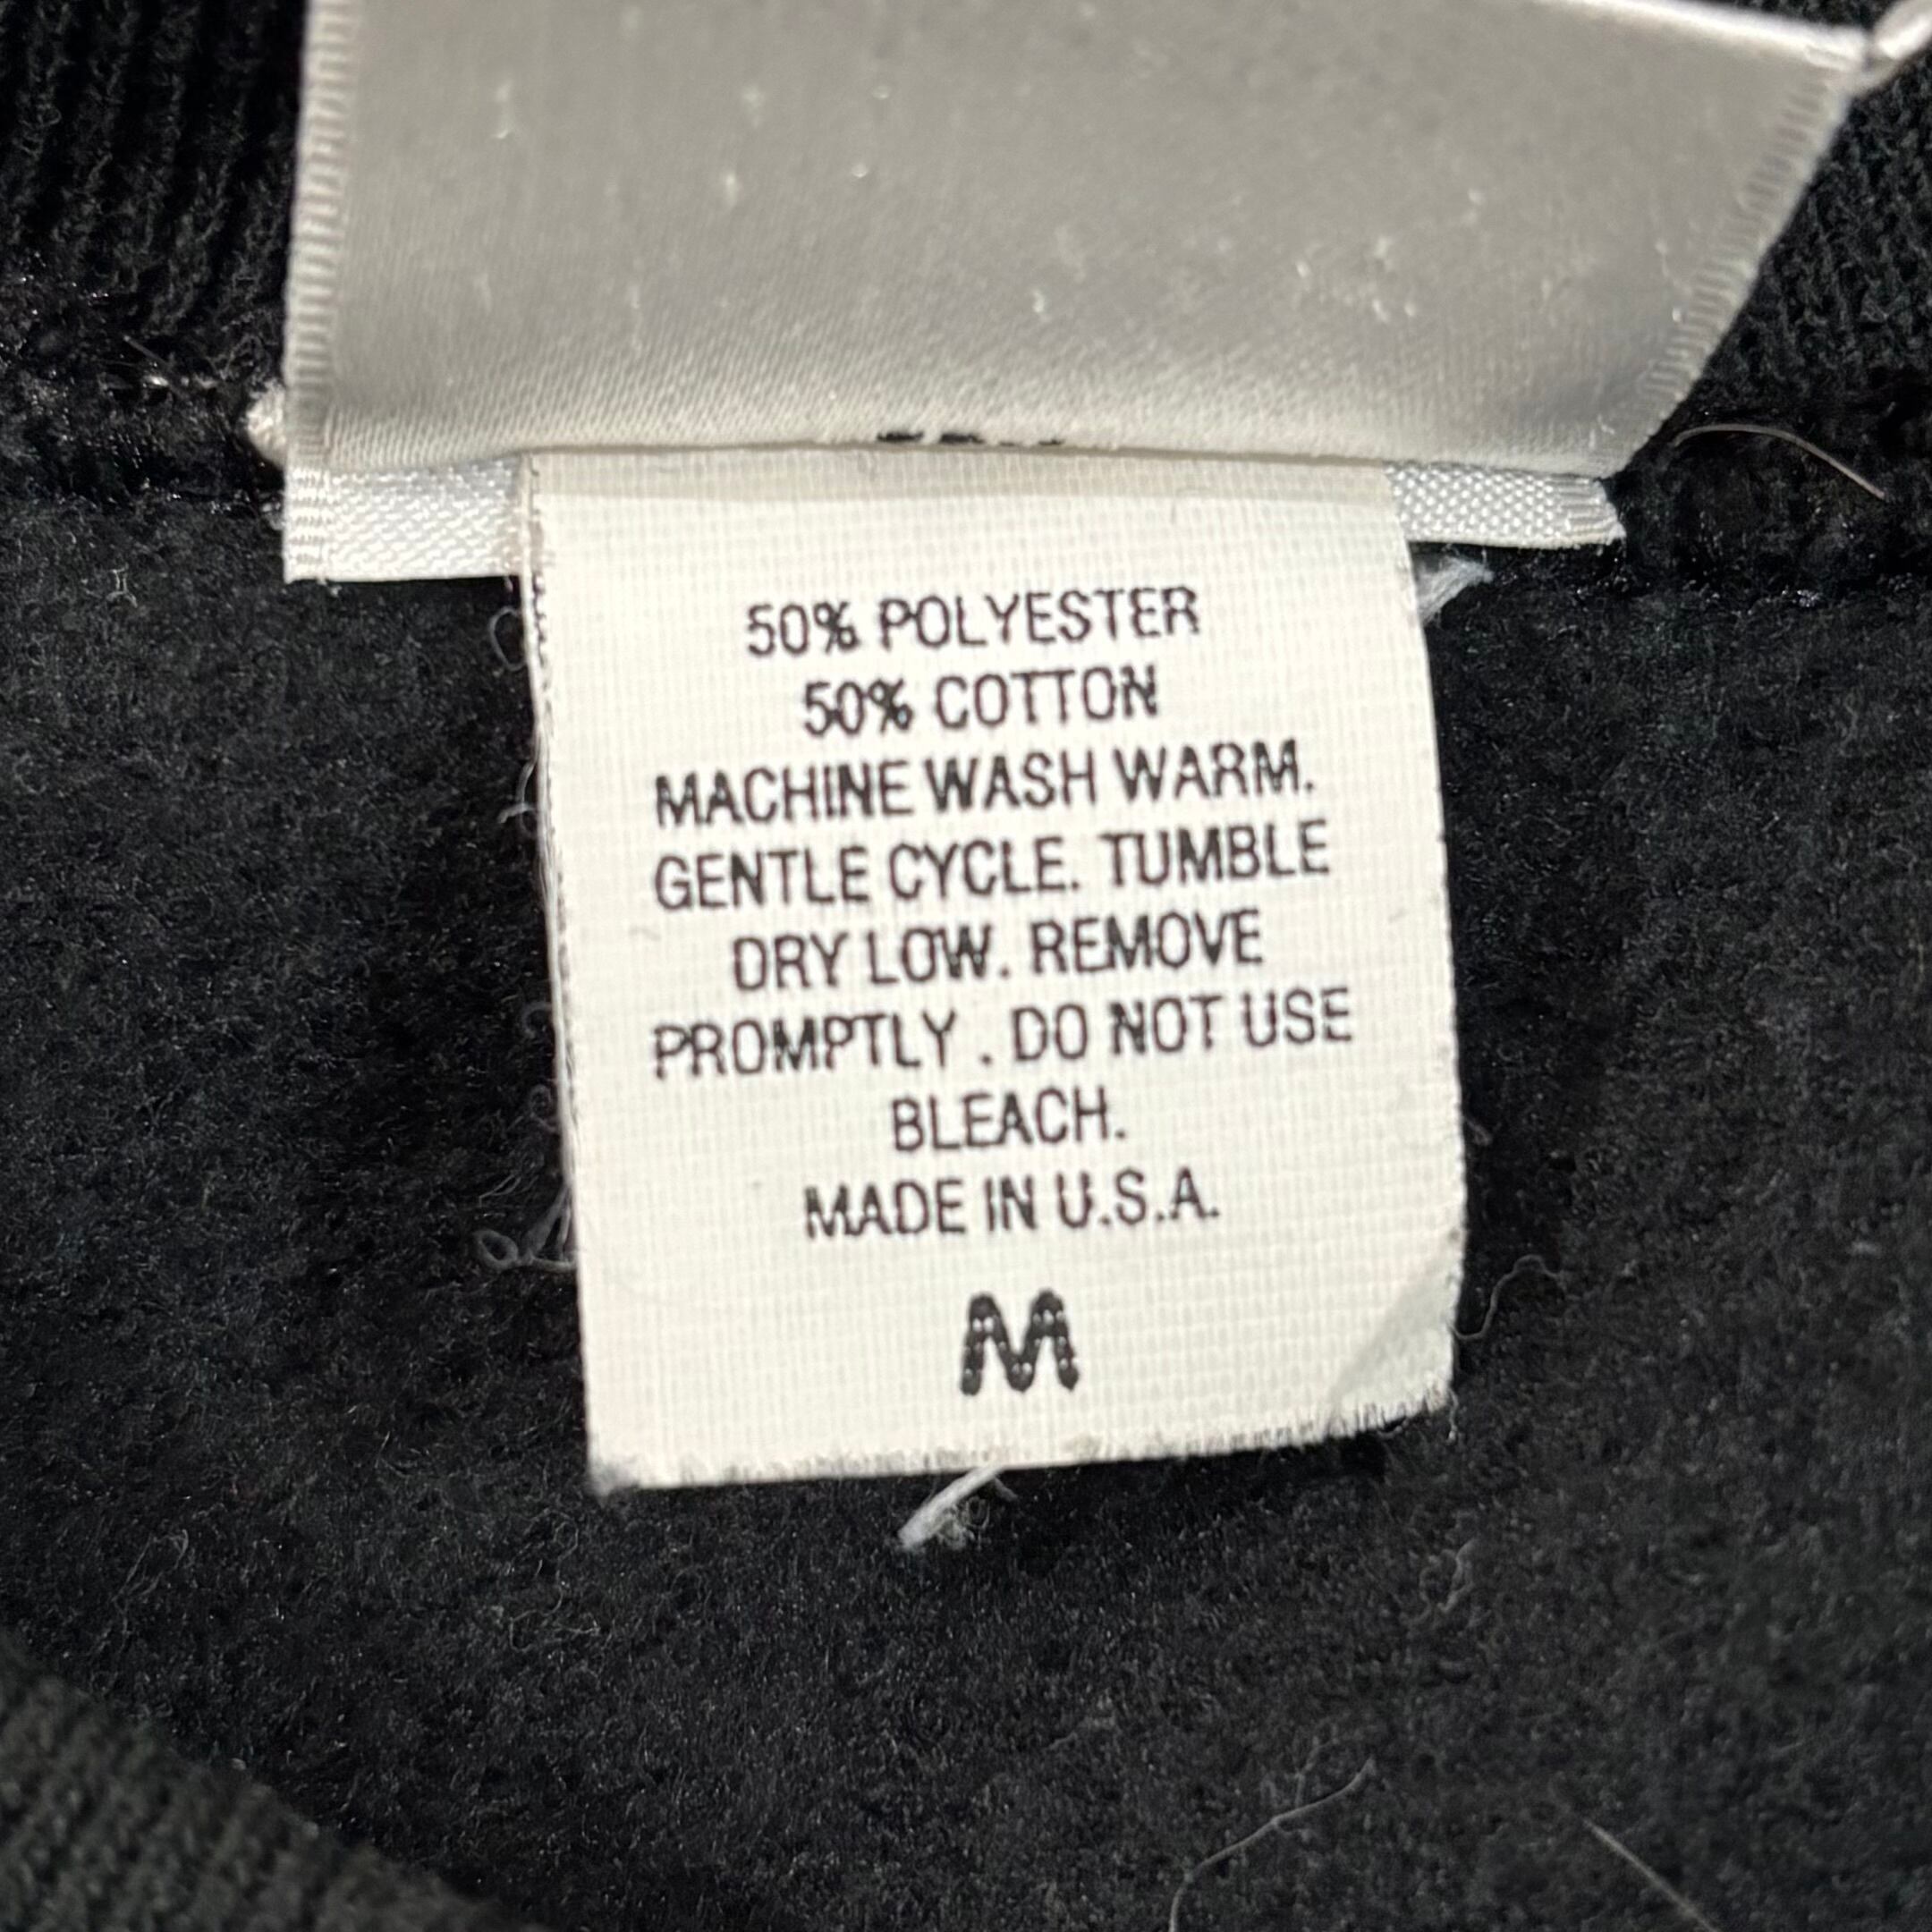 50% POLYESTER
50% COTTON
MACHINE WASH WARM.
GENTLE CYCLE. TUMBLE
DRY LOW. REMOVE
PROMPTLY . DO NOT USE
BLEACH.
MADE IN U.S.A.
M